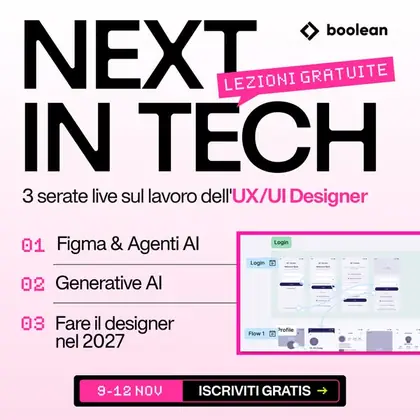 NEXT
boolean
LEZIONI GRATUITE
IN TECH
3 serate live sul lavoro dell'UX/UI Designer
01 Figma & Agenti AI
02 Generative AI
03 Fare il designer
nel 2027
Login
Login
Flow 1
Profile
9-12 NOV
ISCRIVITI GRATIS →